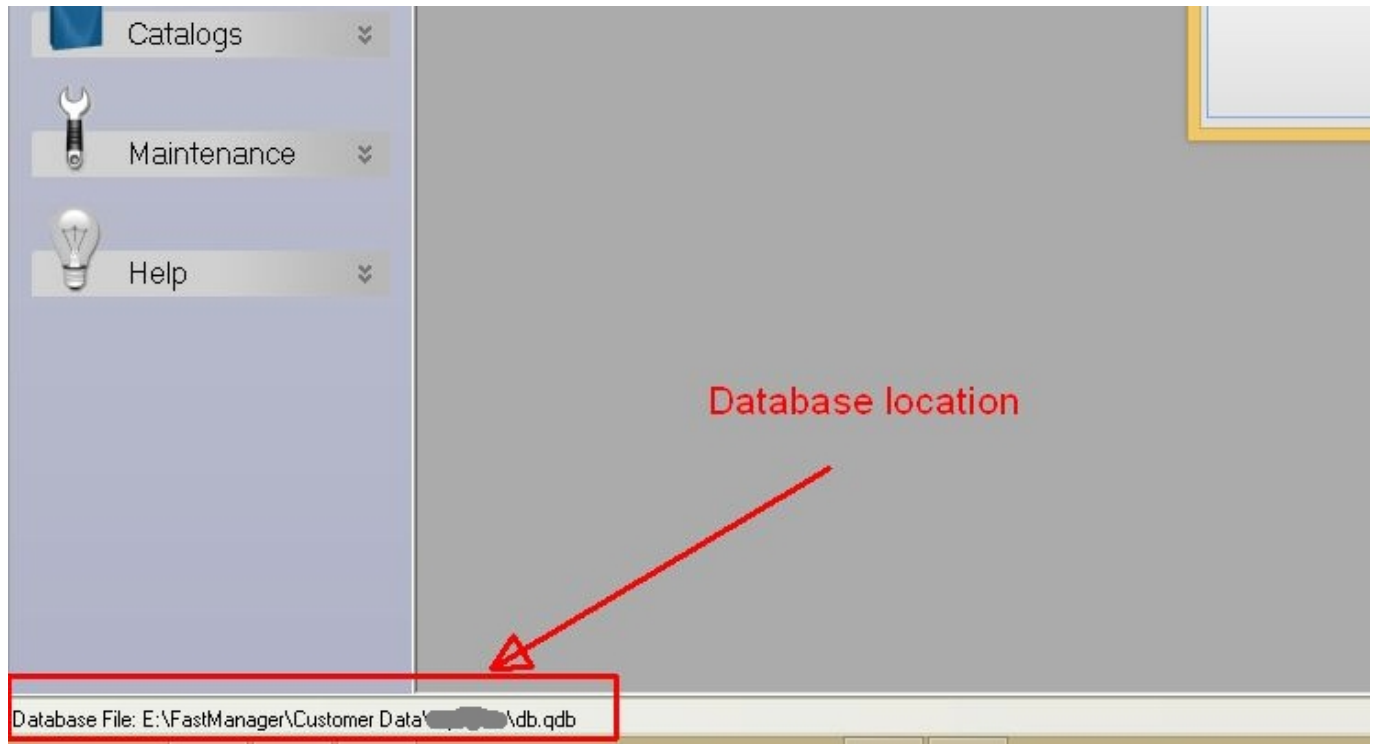 Catalogs
Maintenance
Help
Database location
Database File: E:\FastManager\Customer Data\ \db.qdb